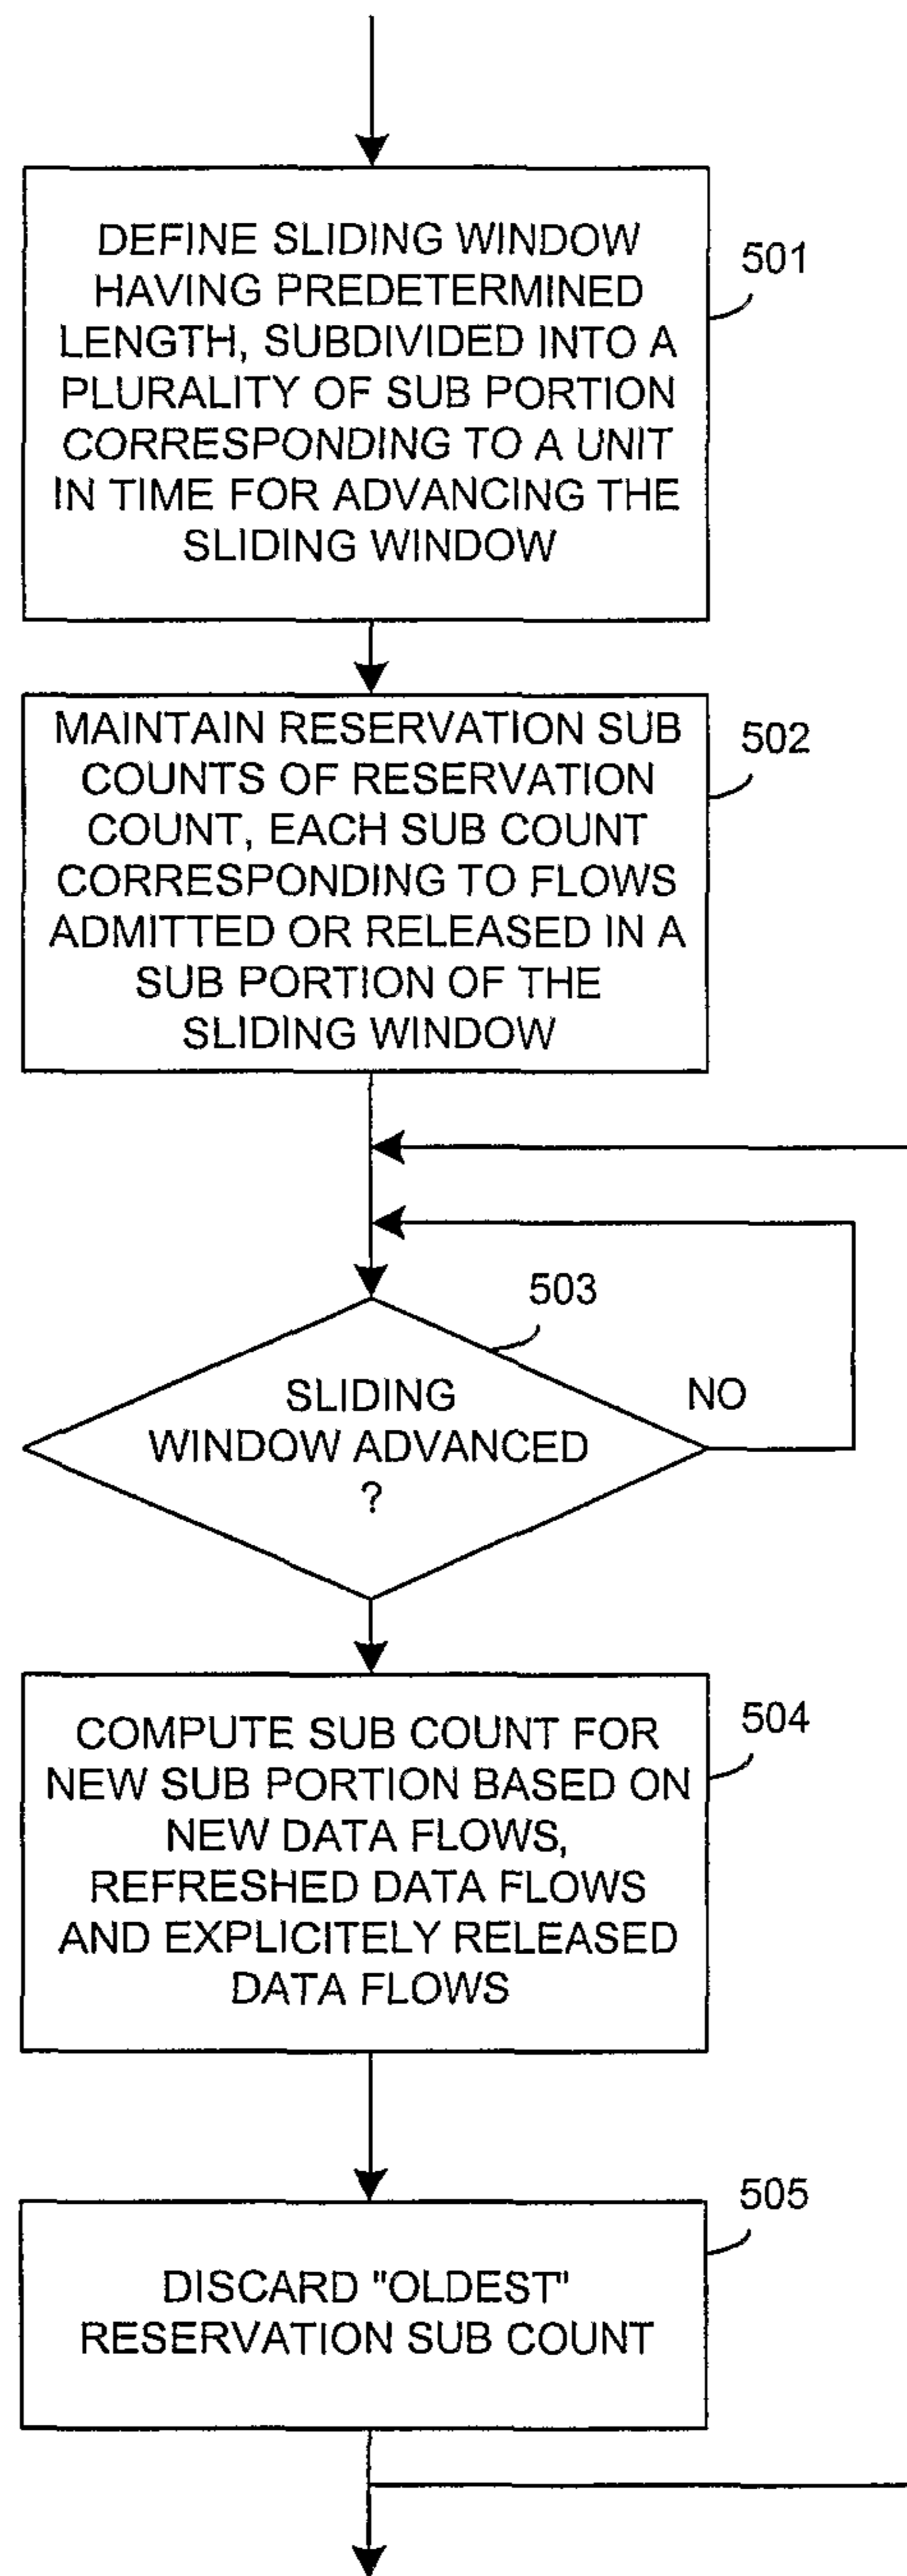 DEFINE SLIDING WINDOW
HAVING PREDETERMINED
LENGTH, SUBDIVIDED INTO A
PLURALITY OF SUB PORTION
CORRESPONDING TO A UNIT
IN TIME FOR ADVANCING THE
SLIDING WINDOW
501
MAINTAIN RESERVATION SUB
COUNTS OF RESERVATION
COUNT, EACH SUB COUNT
CORRESPONDING TO FLOWS
ADMITTED OR RELEASED IN A
SUB PORTION OF THE
SLIDING WINDOW
502
503
SLIDING
WINDOW ADVANCED
?
NO
COMPUTE SUB COUNT FOR
NEW SUB PORTION BASED ON
NEW DATA FLOWS,
REFRESHED DATA FLOWS
AND EXPLICITELY RELEASED
DATA FLOWS
504
DISCARD "OLDEST"
RESERVATION SUB COUNT
505